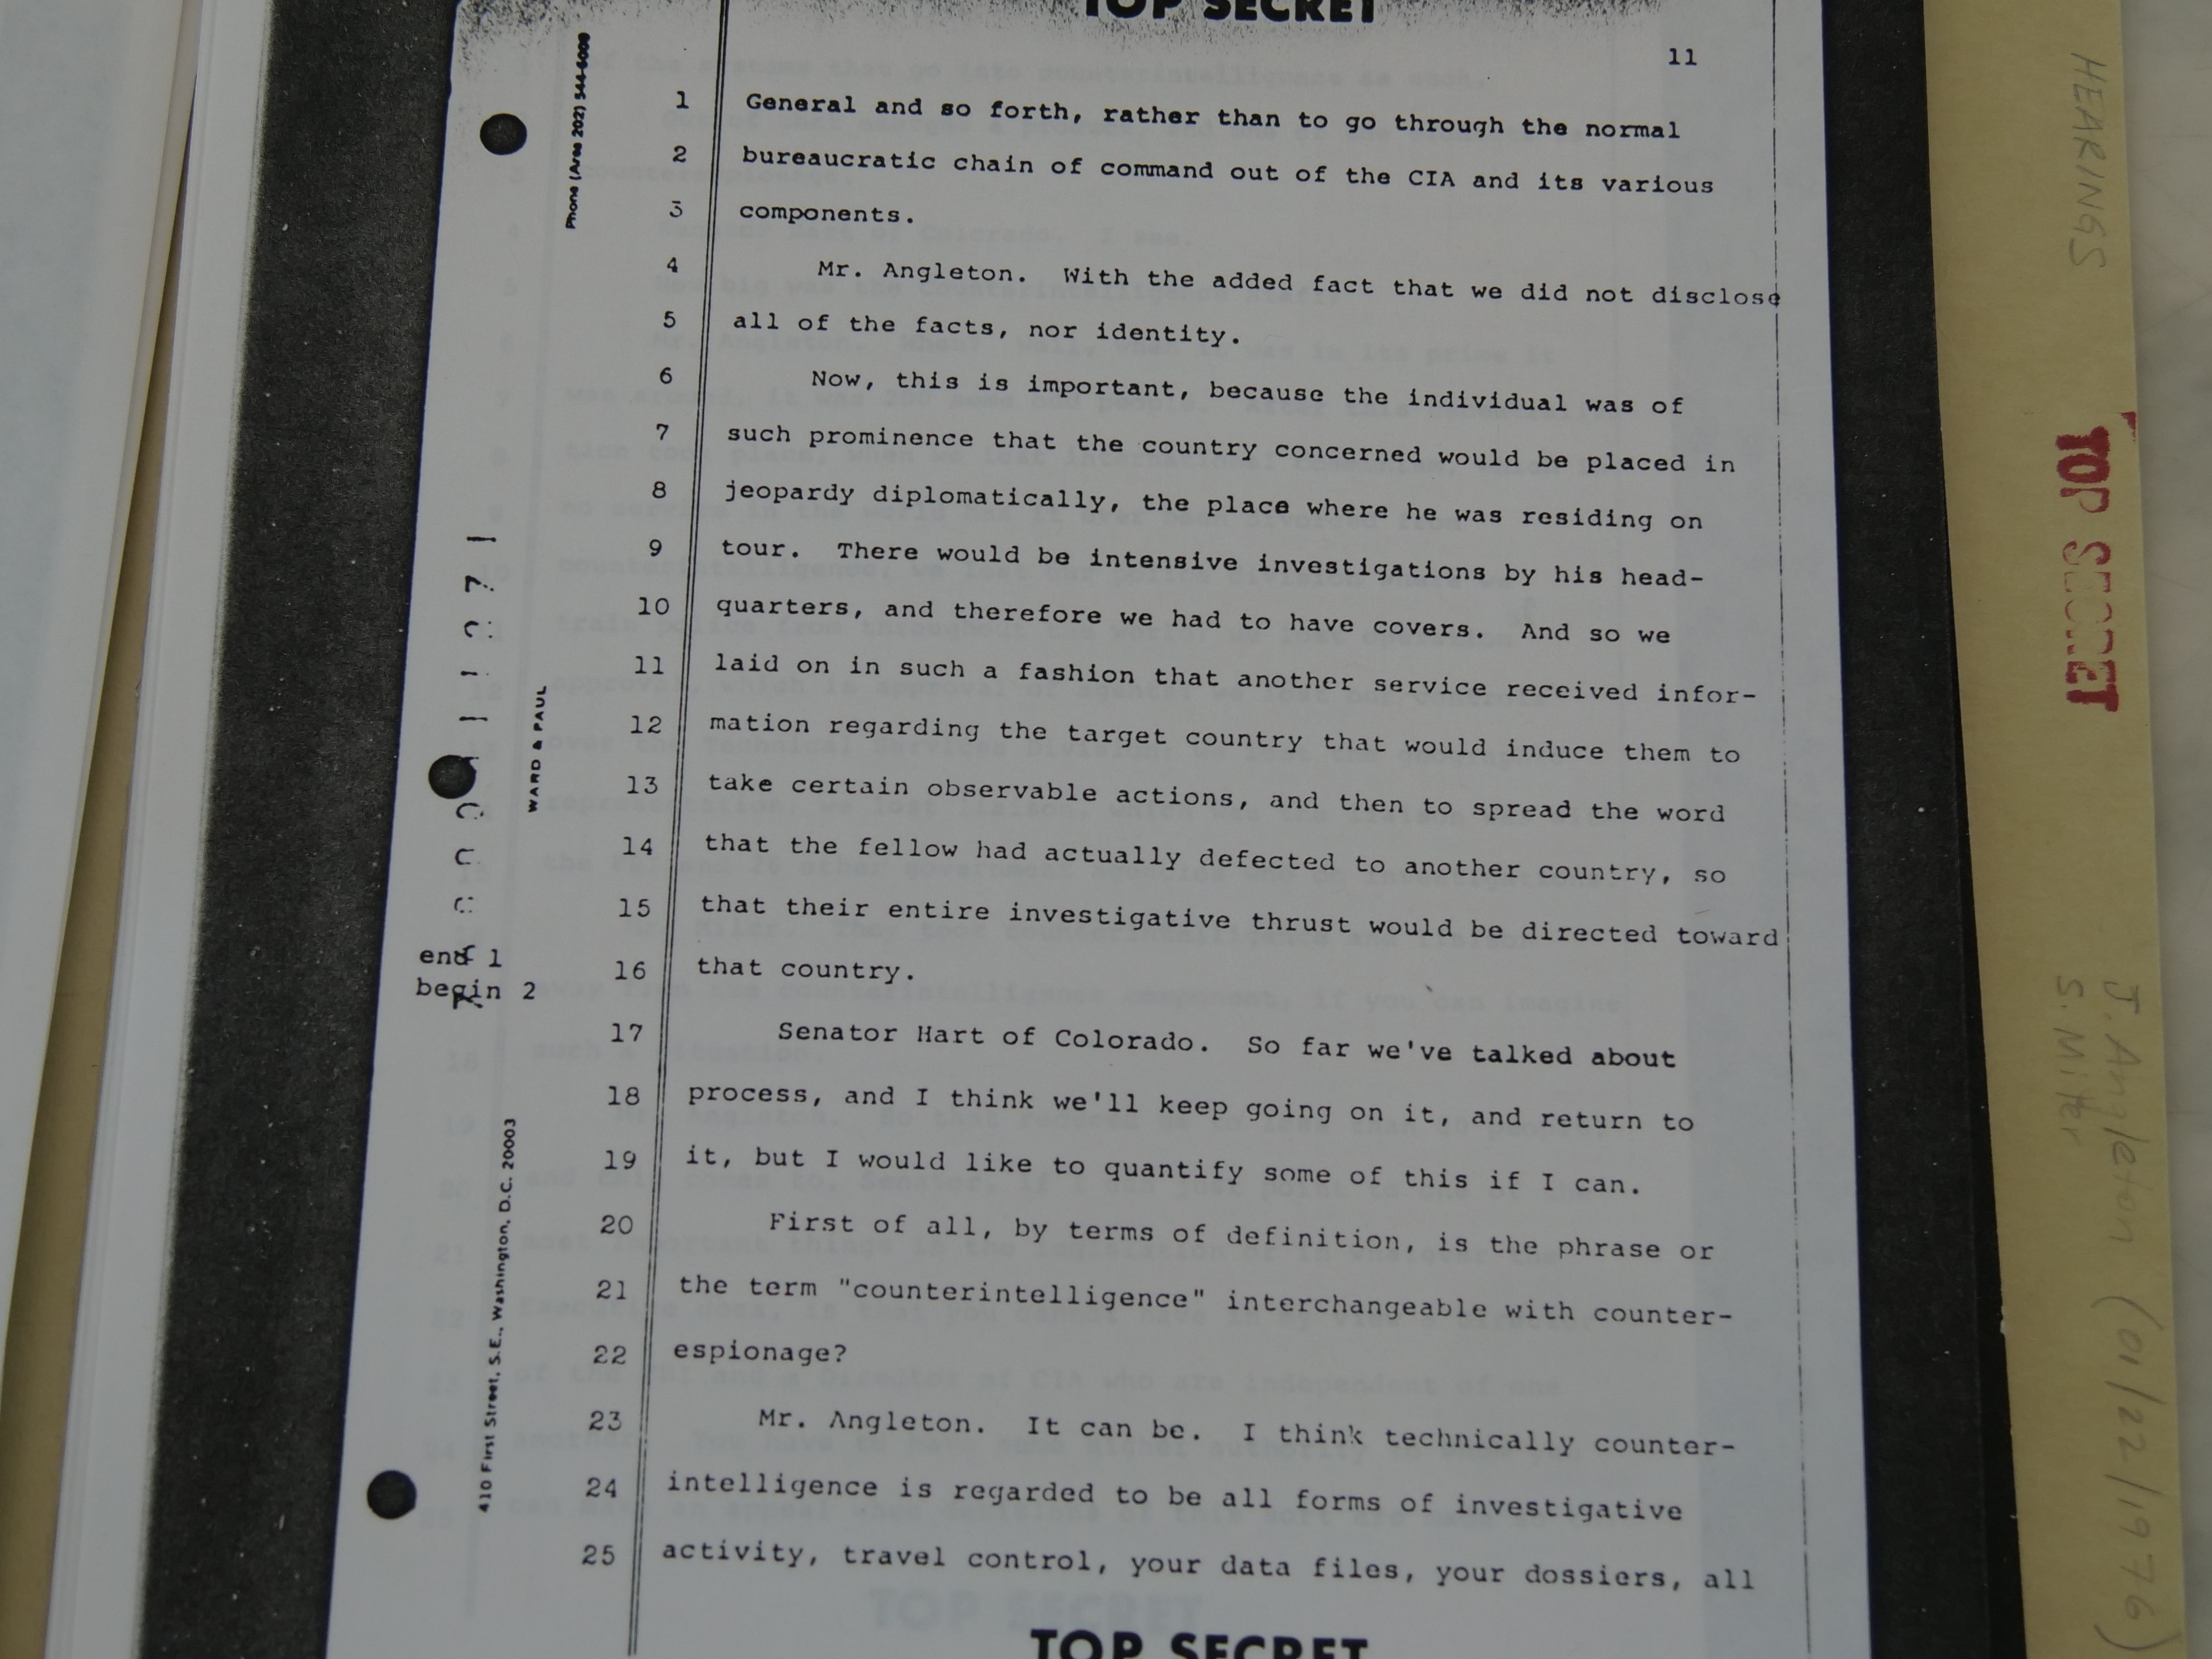 TOP SECRET
11
Phone (Area 202) 544-6000
1 General and so forth, rather than to go through the normal
2 bureaucratic chain of command out of the CIA and its various
3 components.
4 Mr. Angleton. With the added fact that we did not disclose
5 all of the facts, nor identity.
6 Now, this is important, because the individual was of
7 such prominence that the country concerned would be placed in
8 jeopardy diplomatically, the place where he was residing on
9 tour. There would be intensive investigations by his head-
10 quarters, and therefore we had to have covers. And so we
11 laid on in such a fashion that another service received infor-
12 mation regarding the target country that would induce them to
13 take certain observable actions, and then to spread the word
14 that the fellow had actually defected to another country, so
15 that their entire investigative thrust would be directed toward
16 that country.
WARD & PAUL
end 1
begin 2
17 Senator Hart of Colorado. So far we've talked about
18 process, and I think we'll keep going on it, and return to
19 it, but I would like to quantify some of this if I can.
20 First of all, by terms of definition, is the phrase or
21 the term "counterintelligence" interchangeable with counter-
22 espionage?
23 Mr. Angleton. It can be. I think technically counter-
24 intelligence is regarded to be all forms of investigative
25 activity, travel control, your data files, your dossiers, all
410 First Street, S.E., Washington, D.C. 20003
TOP SECRET
HEARINGS
TOP SECRET
J. Angleton (01/22/1976)
S. Miler